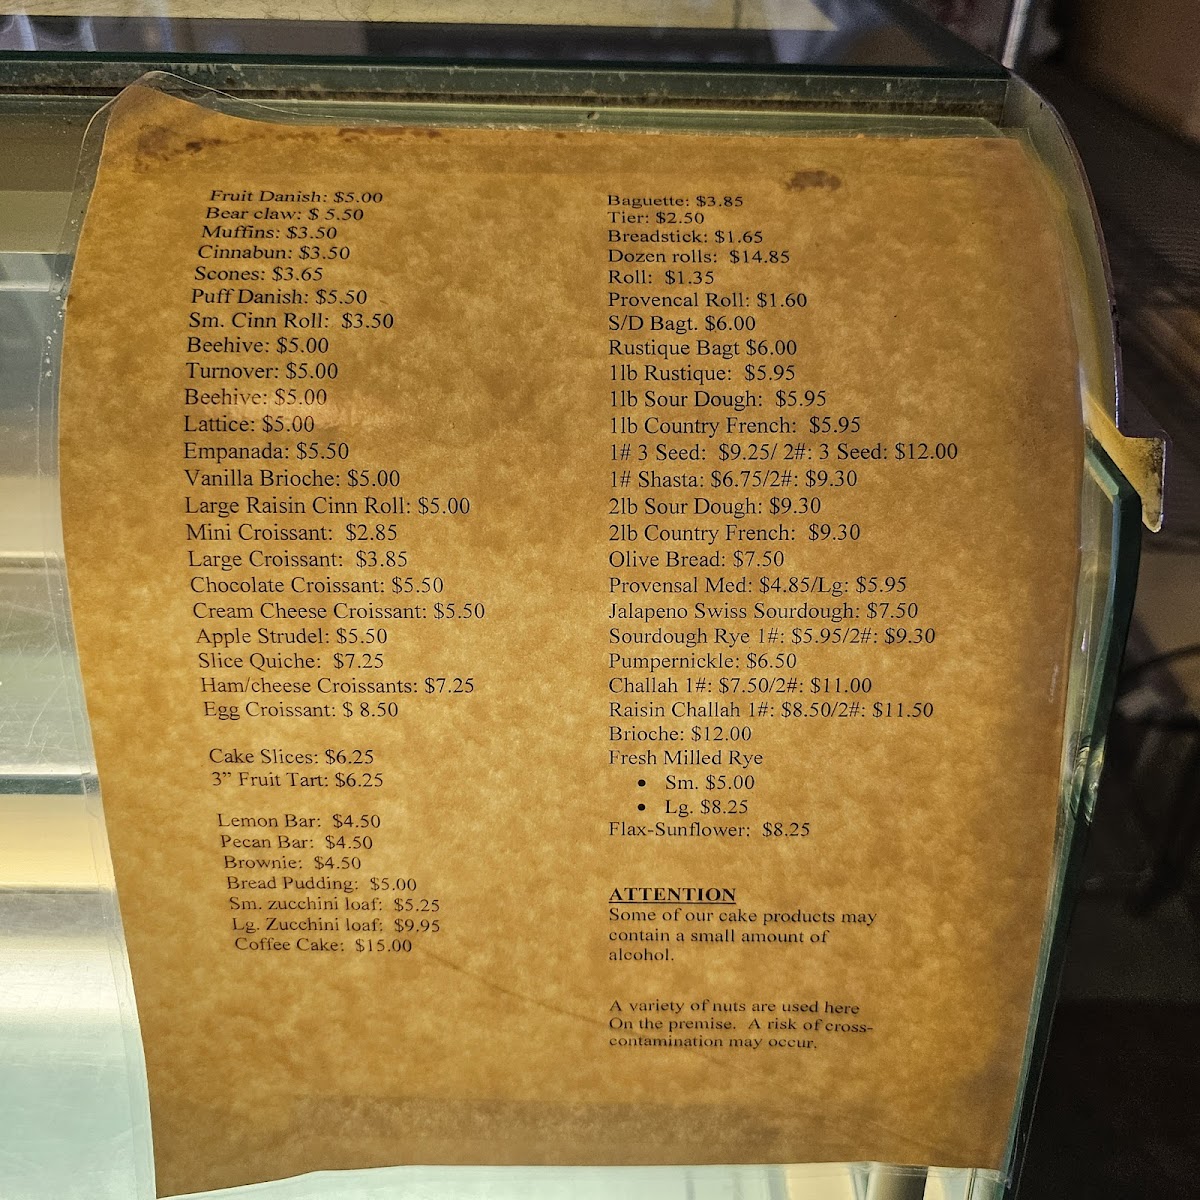 Fruit Danish: $5.00
Bear claw: $ 5.50
Muffins: $3.50
Cinnabun: $3.50
Scones: $3.65
Puff Danish: $5.50
Sm. Cinn Roll: $3.50
Beehive: $5.00
Turnover: $5.00
Beehive: $5.00
Lattice: $5.00
Empanada: $5.50
Vanilla Brioche: $5.00
Large Raisin Cinn Roll: $5.00
Mini Croissant: $2.85
Large Croissant: $3.85
Chocolate Croissant: $5.50
Cream Cheese Croissant: $5.50
Apple Strudel: $5.50
Slice Quiche: $7.25
Ham/cheese Croissants: $7.25
Egg Croissant: $ 8.50
Cake Slices: $6.25
3” Fruit Tart: $6.25
Lemon Bar: $4.50
Pecan Bar: $4.50
Brownie: $4.50
Bread Pudding: $5.00
Sm. zucchini loaf: $5.25
Lg. Zucchini loaf: $9.95
Coffee Cake: $15.00
Baguette: $3.85
Tier: $2.50
Breadstick: $1.65
Dozen rolls: $14.85
Roll: $1.35
Provencal Roll: $1.60
S/D Bagt. $6.00
Rustique Bagt $6.00
1lb Rustique: $5.95
1lb Sour Dough: $5.95
1lb Country French: $5.95
1# 3 Seed: $9.25/ 2#: 3 Seed: $12.00
1# Shasta: $6.75/2#: $9.30
2lb Sour Dough: $9.30
2lb Country French: $9.30
Olive Bread: $7.50
Provensal Med: $4.85/Lg: $5.95
Jalapeno Swiss Sourdough: $7.50
Sourdough Rye 1#: $5.95/2#: $9.30
Pumpernickle: $6.50
Challah 1#: $7.50/2#: $11.00
Raisin Challah 1#: $8.50/2#: $11.50
Brioche: $12.00
Fresh Milled Rye
• Sm. $5.00
• Lg. $8.25
Flax-Sunflower: $8.25
ATTENTION
Some of our cake products may
contain a small amount of
alcohol.
A variety of nuts are used here
On the premise. A risk of cross-
contamination may occur.